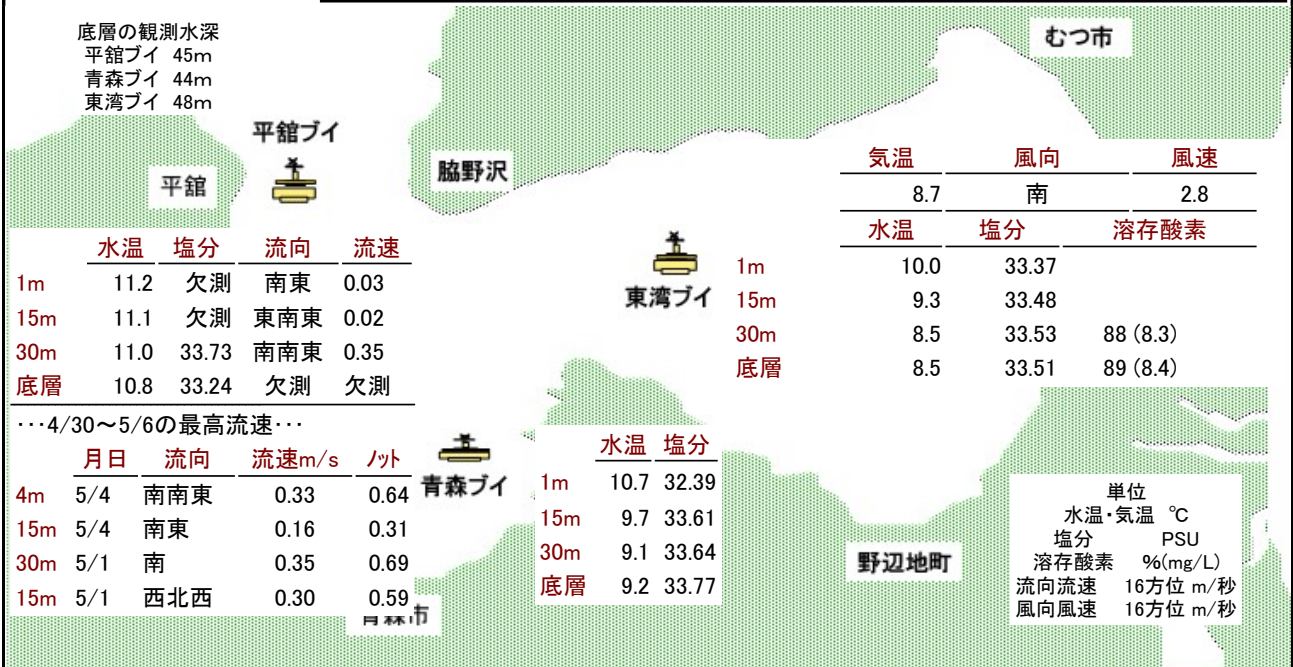 底層の観測水深
平舘ブイ 45m
青森ブイ 44m
東湾ブイ 48m
むつ市
平舘ブイ
脇野沢
平舘
気温 風向 風速
8.7 南 2.8
水温 塩分 溶存酸素
1m 10.0 33.37
15m 9.3 33.48
30m 8.5 33.53 88 (8.3)
底層 8.5 33.51 89 (8.4)
東湾ブイ
水温 塩分 流向 流速
1m 11.2 欠測 南東 0.03
15m 11.1 欠測 東南東 0.02
30m 11.0 33.73 南南東 0.35
底層 10.8 33.24 欠測 欠測
･･･4/30～5/6の最高流速･･･
月日 流向 流速m/s ノット
4m 5/4 南南東 0.33 0.64
15m 5/4 南東 0.16 0.31
30m 5/1 南 0.35 0.69
15m 5/1 西北西 0.30 0.59
青森ブイ
水温 塩分
1m 10.7 32.39
15m 9.7 33.61
30m 9.1 33.64
底層 9.2 33.77
青森市
野辺地町
単位
水温･気温 ℃
塩分 PSU
溶存酸素 %(mg/L)
流向流速 16方位 m/秒
風向風速 16方位 m/秒